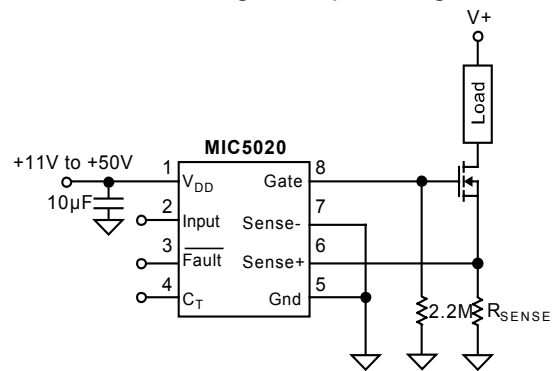 V+
Load
MIC5020
+11V to +50V
10µF
1
VDD
2
Input
3
Fault
4
CT
8
Gate
7
Sense-
6
Sense+
5
Gnd
2.2M
RSENSE